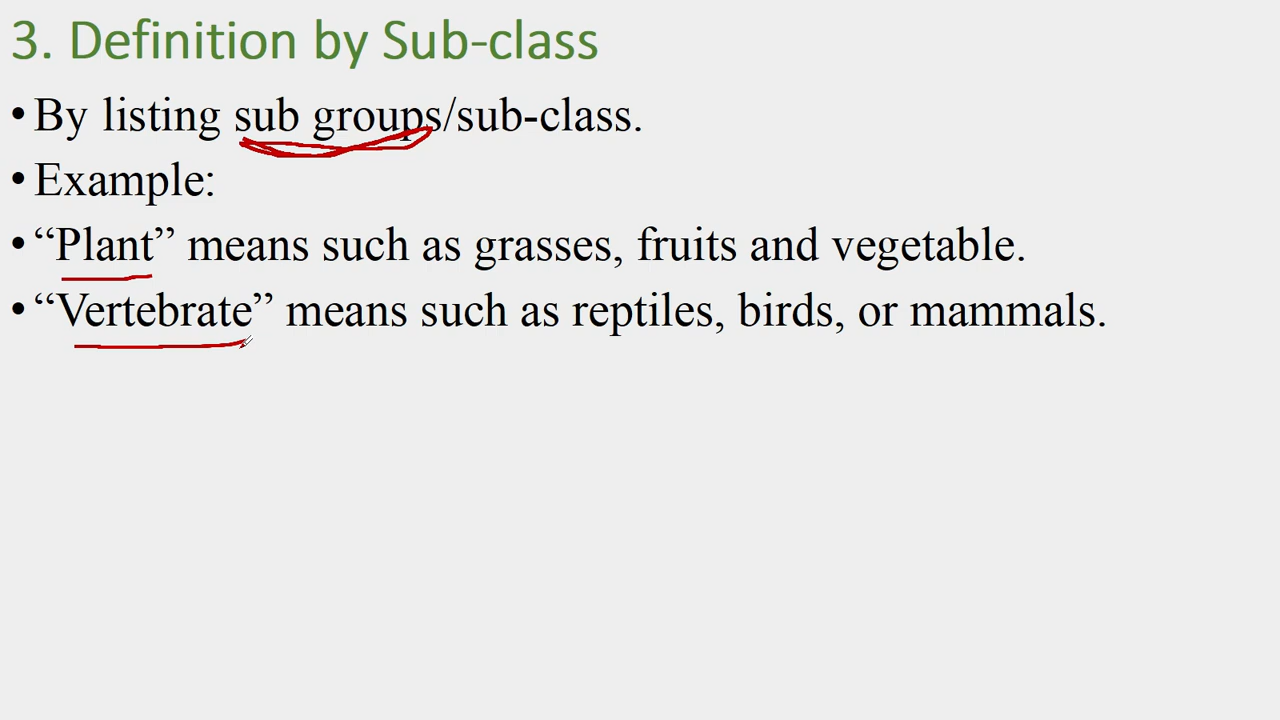 3. Definition by Sub-class
• By listing sub groups/sub-class.
• Example:
• “Plant” means such as grasses, fruits and vegetable.
• “Vertebrate” means such as reptiles, birds, or mammals.